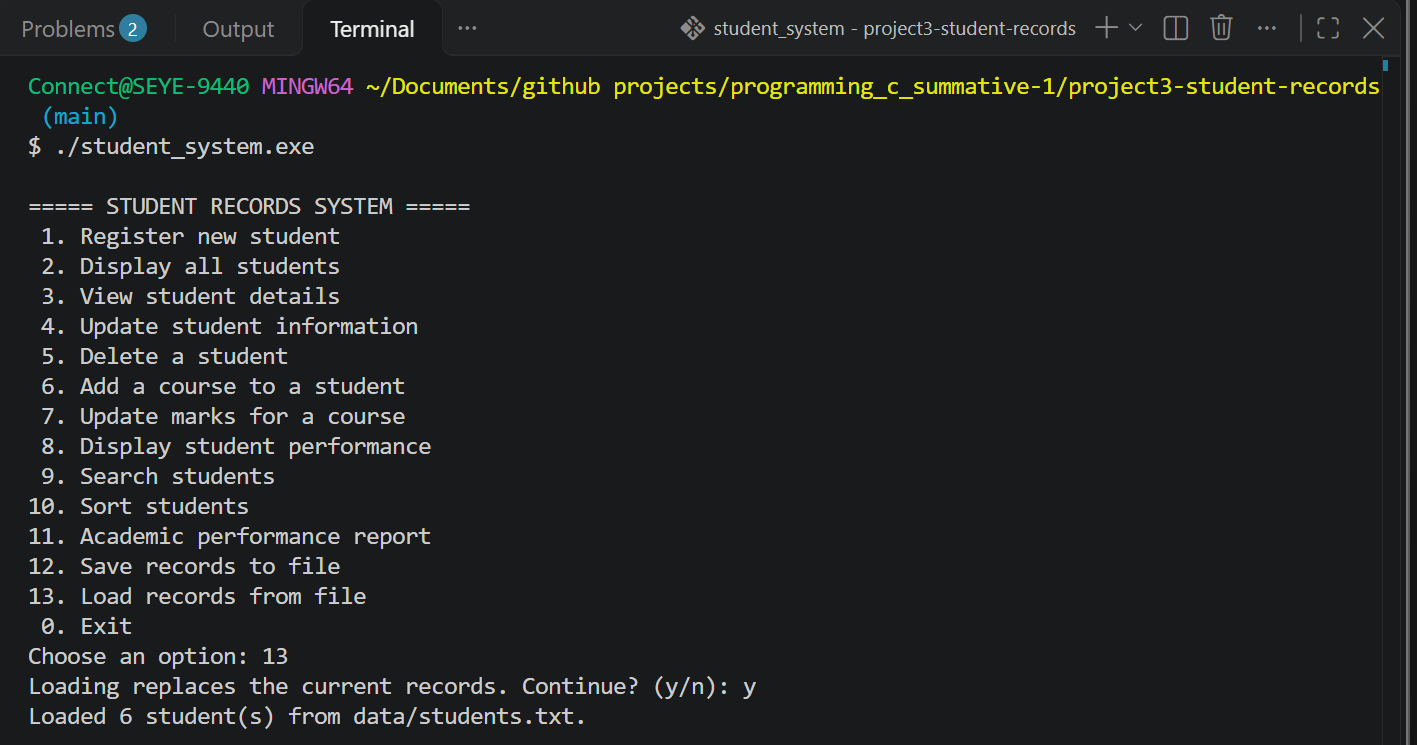 Problems 2 Output Terminal ··· student_system - project3-student-records ···
Connect@SEYE-9440 MINGW64 ~/Documents/github projects/programming_c_summative-1/project3-student-records
(main)
$ ./student_system.exe
===== STUDENT RECORDS SYSTEM =====
1. Register new student
2. Display all students
3. View student details
4. Update student information
5. Delete a student
6. Add a course to a student
7. Update marks for a course
8. Display student performance
9. Search students
10. Sort students
11. Academic performance report
12. Save records to file
13. Load records from file
0. Exit
Choose an option: 13
Loading replaces the current records. Continue? (y/n): y
Loaded 6 student(s) from data/students.txt.